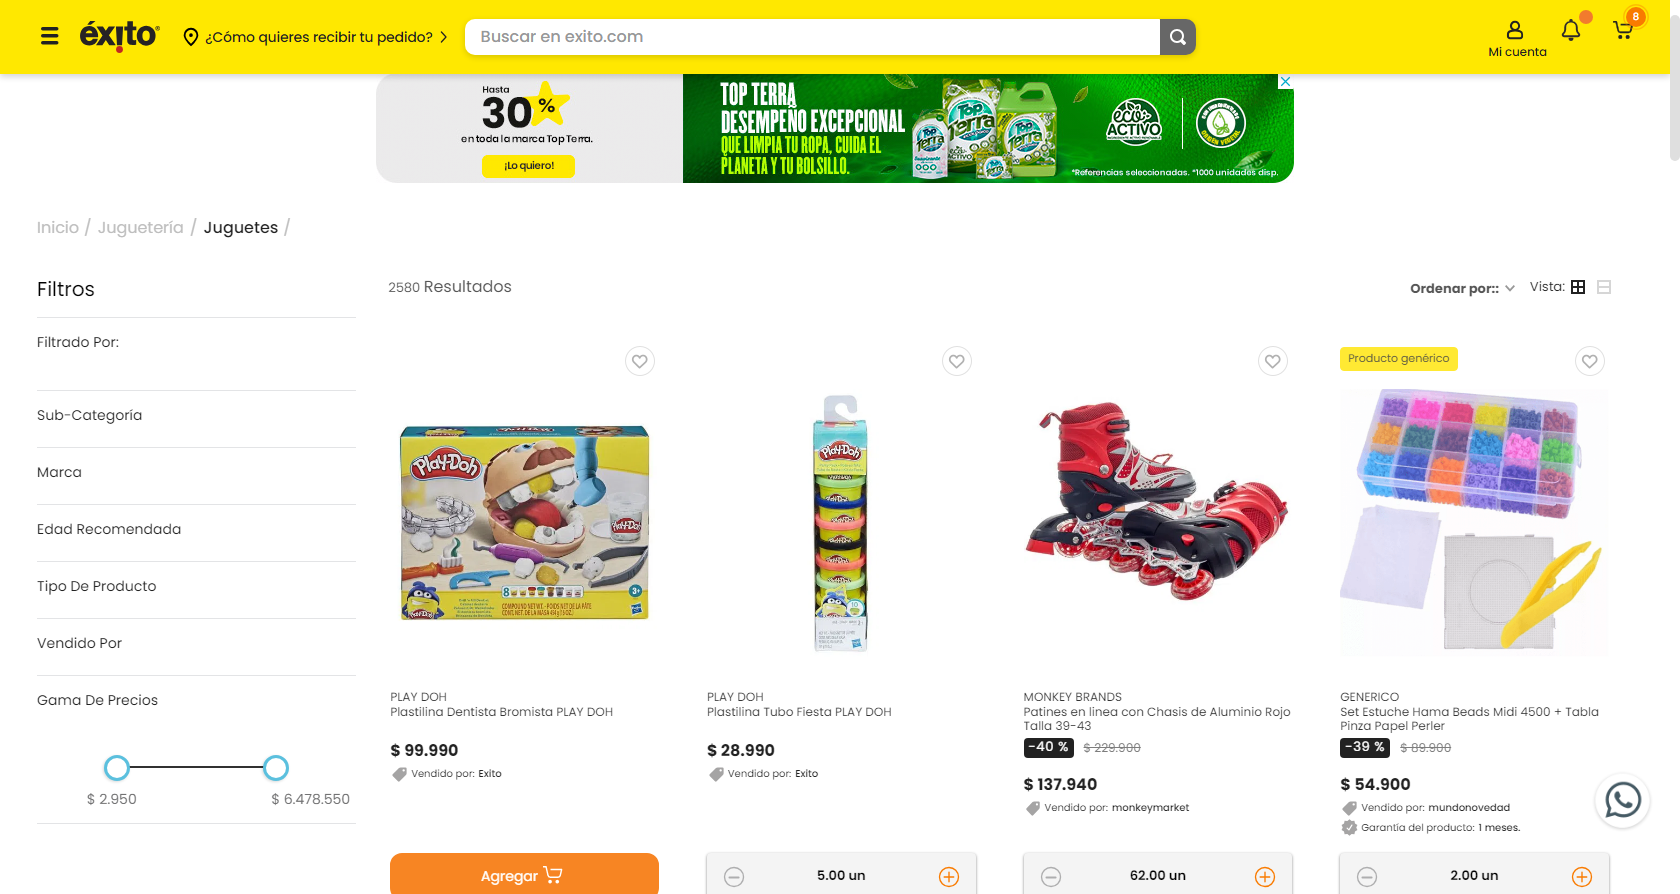 éxito
¿Cómo quieres recibir tu pedido?
Buscar en exito.com
Mi cuenta
8
Hasta
30%
en toda la marca Top Terra.
¡Lo quiero!
TOP TERRA
DESEMPEÑO EXCEPCIONAL
QUE LIMPIA TU ROPA, CUIDA EL
PLANETA Y TU BOLSILLO.
Top Terra
eco
ACTIVO
*Referencias seleccionadas. *1000 unidades disp.
Inicio / Juguetería / Juguetes /
Filtros
2580 Resultados
Ordenar por::
Vista:
Filtrado Por:
Sub-Categoría
Marca
Edad Recomendada
Tipo De Producto
Vendido Por
Gama De Precios
$ 2.950
$ 6.478.550
Play-Doh
PLAY DOH
Plastilina Dentista Bromista PLAY DOH
$ 99.990
Vendido por: Exito
Agregar
Play-Doh
PLAY DOH
Plastilina Tubo Fiesta PLAY DOH
$ 28.990
Vendido por: Exito
5.00 un
MONKEY BRANDS
Patines en linea con Chasis de Aluminio Rojo
Talla 39-43
-40 % $ 229.900
$ 137.940
Vendido por: monkeymarket
62.00 un
Producto genérico
GENERICO
Set Estuche Hama Beads Midi 4500 + Tabla
Pinza Papel Perler
-39 % $ 89.900
$ 54.900
Vendido por: mundonovedad
Garantía del producto: 1 meses.
2.00 un